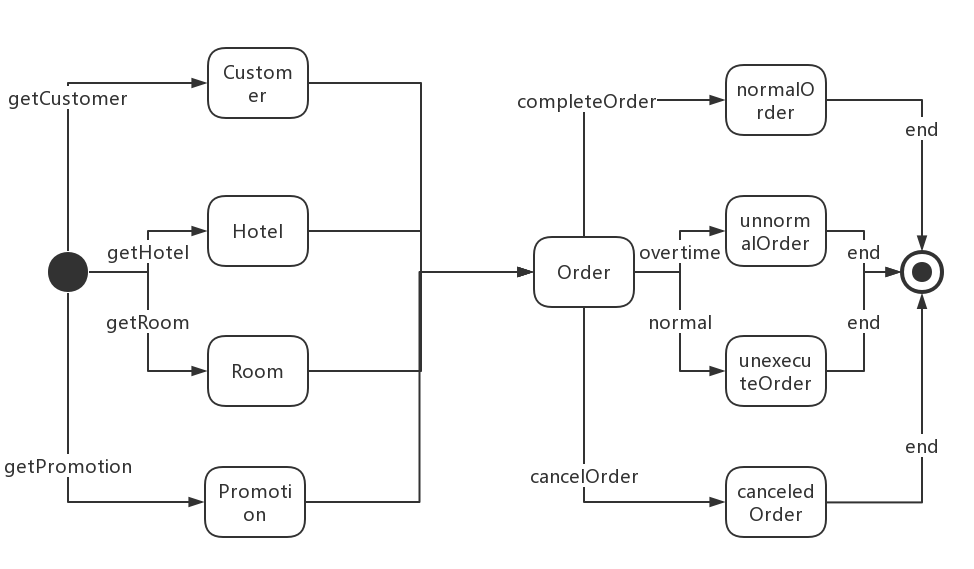 getCustomer
Custom
er
getHotel
Hotel
getRoom
Room
getPromotion
Promoti
on
Order
completeOrder
normalO
rder
end
overtime
unnorm
alOrder
end
normal
unexecu
teOrder
end
cancelOrder
canceled
Order
end